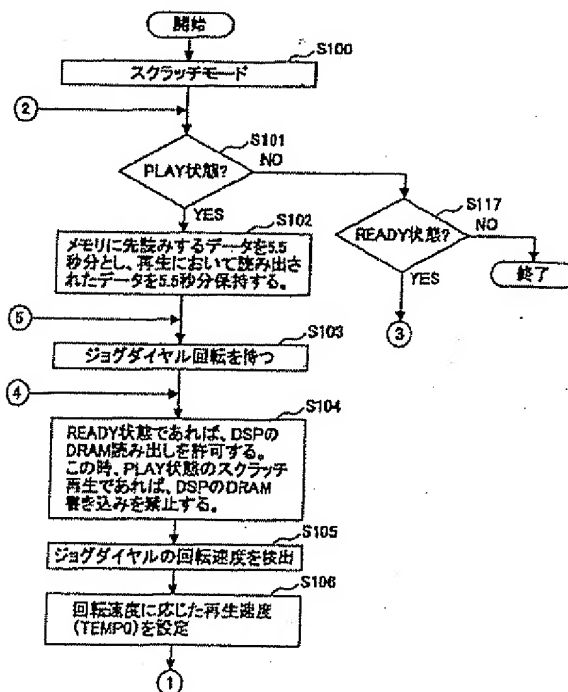 開始
S100
スクラッチモード
②
S101
PLAY状態?
NO
YES
S117
READY状態?
NO
YES
終了
③
S102
メモリに先読みするデータを5.5
秒分とし、再生において読み出さ
れたデータを5.5秒分保持する。
⑤
S103
ジョグダイヤル回転を待つ
④
S104
READY状態であれば、DSPの
DRAM読み出しを許可する。
この時、PLAY状態のスクラッチ
再生であれば、DSPのDRAM
書き込みを禁止する。
S105
ジョグダイヤルの回転速度を検出
S106
回転速度に応じた再生速度
(TEMPO)を設定
①